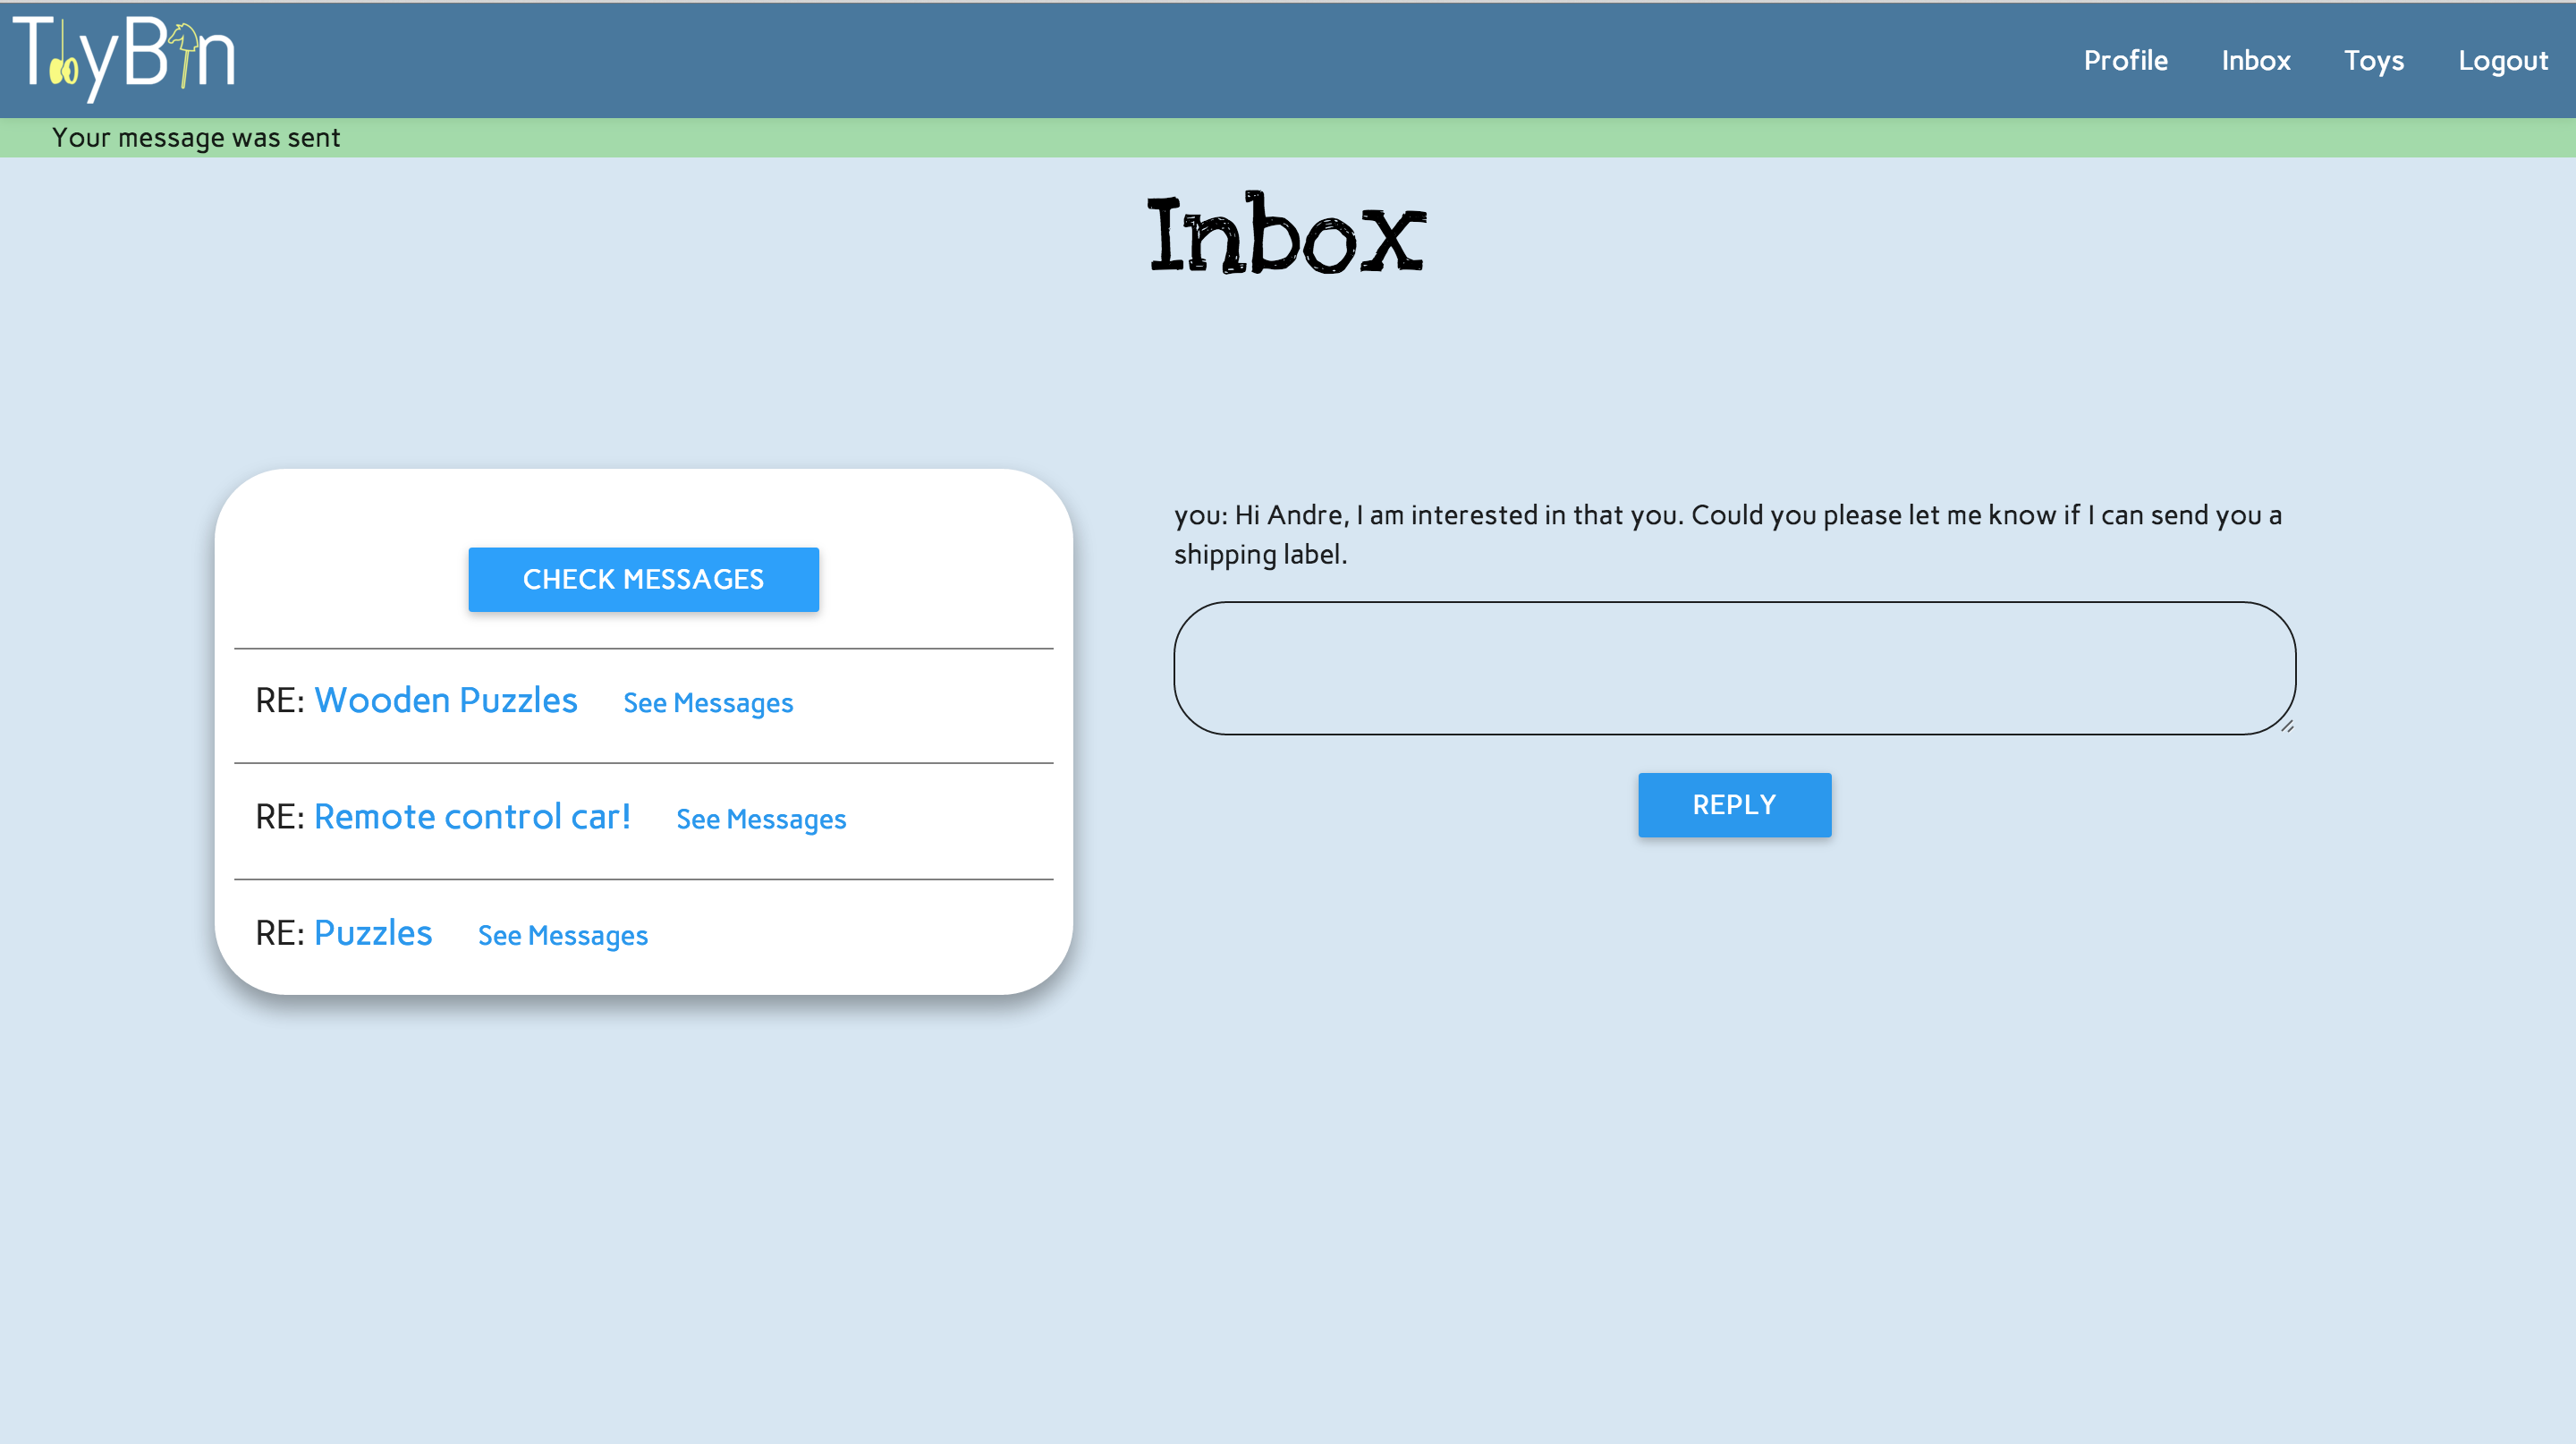 ToyBin
Profile Inbox Toys Logout
Your message was sent
Inbox
CHECK MESSAGES
RE: Wooden Puzzles See Messages
RE: Remote control car! See Messages
RE: Puzzles See Messages
you: Hi Andre, I am interested in that you. Could you please let me know if I can send you a
shipping label.
REPLY